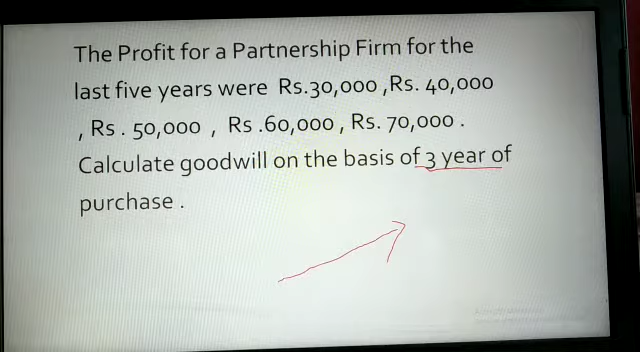 The Profit for a Partnership Firm for the
last five years were Rs.30,000 ,Rs. 40,000
, Rs . 50,000 , Rs .60,000 , Rs. 70,000 .
Calculate goodwill on the basis of 3 year of
purchase .